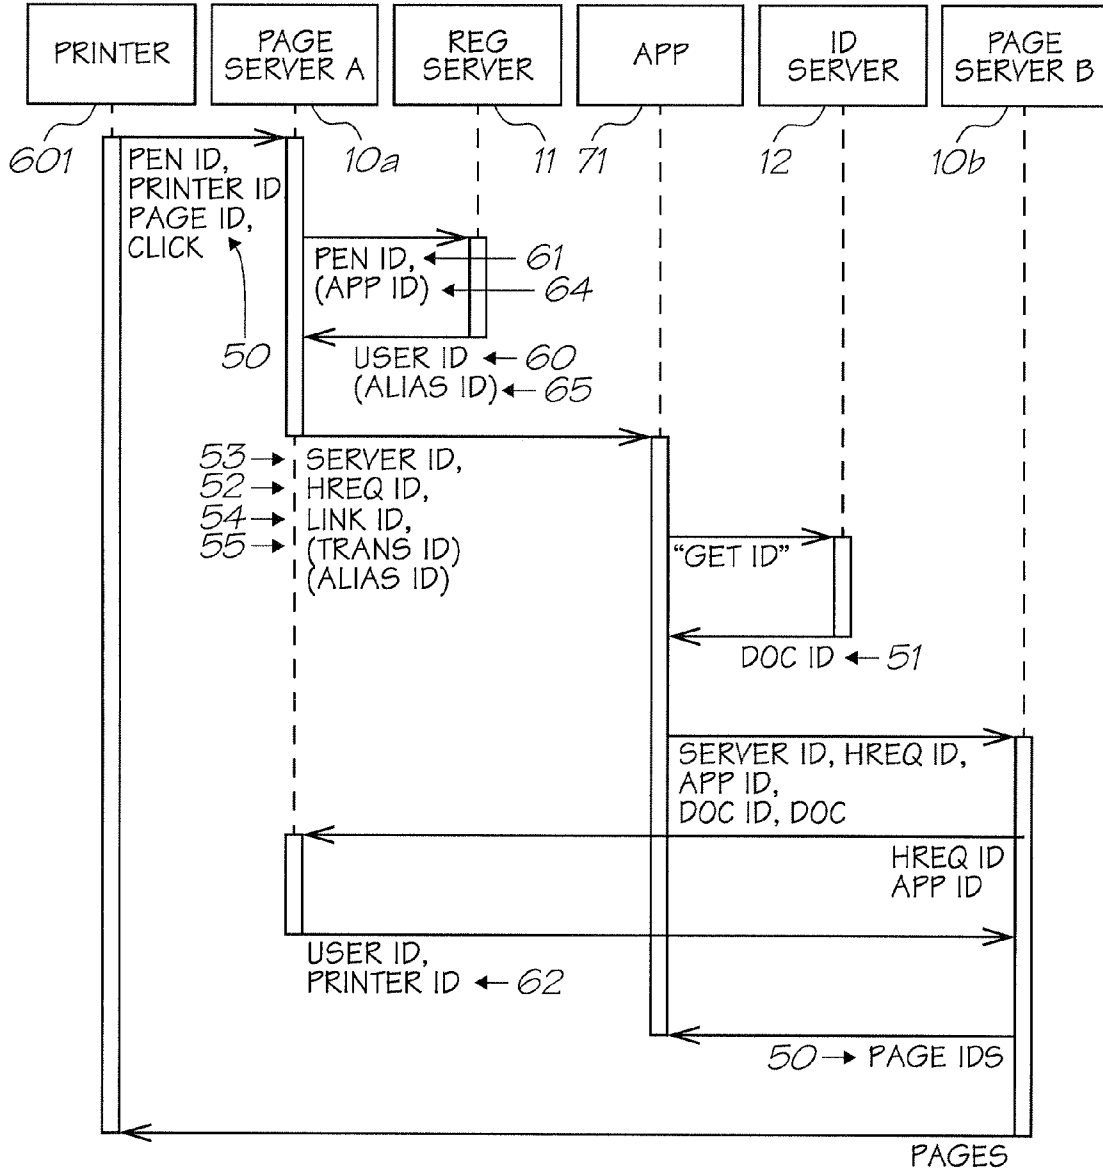 PRINTER
PAGE
SERVER A
REG
SERVER
APP
ID
SERVER
PAGE
SERVER B
601
10a
11
71
12
10b
PEN ID,
PRINTER ID
PAGE ID,
CLICK
50
PEN ID,
61
(APP ID)
64
USER ID
60
(ALIAS ID)
65
53
SERVER ID,
52
HREQ ID,
54
LINK ID,
55
(TRANS ID)
(ALIAS ID)
"GET ID"
DOC ID
51
SERVER ID, HREQ ID,
APP ID,
DOC ID, DOC
HREQ ID
APP ID
USER ID,
PRINTER ID
62
50
PAGE IDS
PAGES